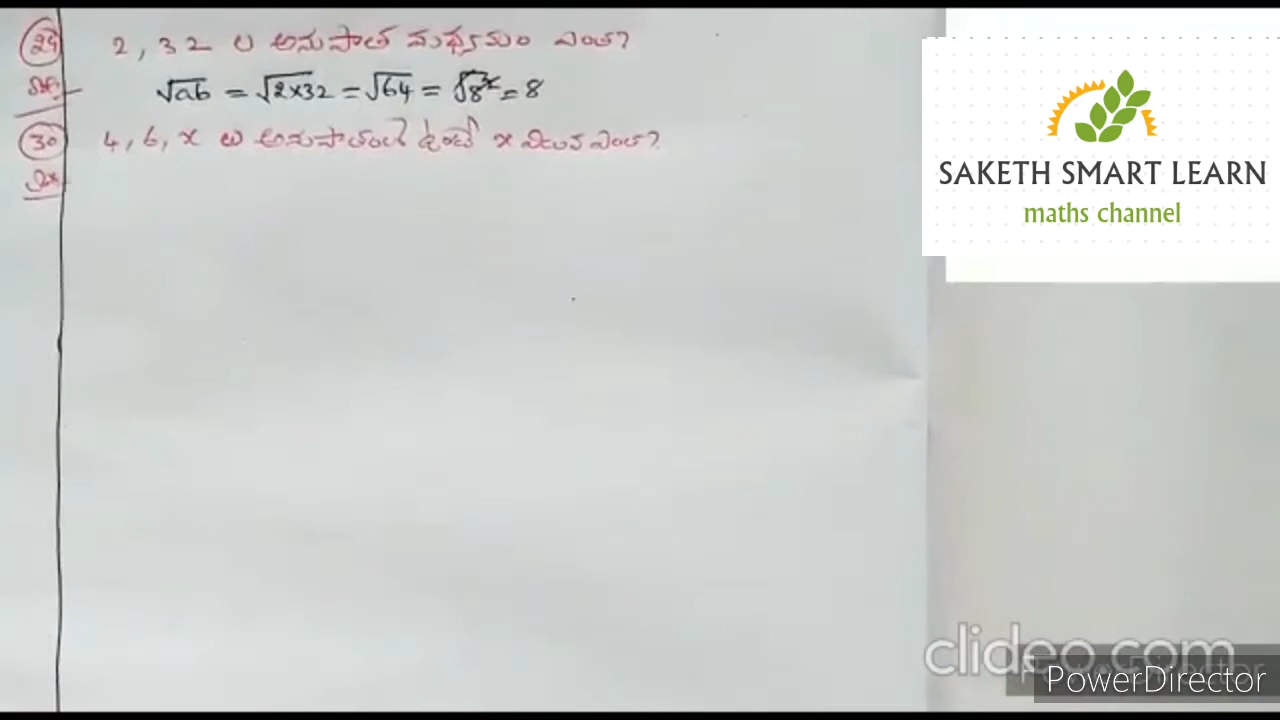 29 2, 32 ల అనుపాత మధ్యమం ఎంత?
√ab = √2×32 = √64 = √8² = 8
30 4, 6, x లు అనుపాతంలో ఉంటే x విలువ ఎంత?
SAKETH SMART LEARN
maths channel
clideo.com
PowerDirector